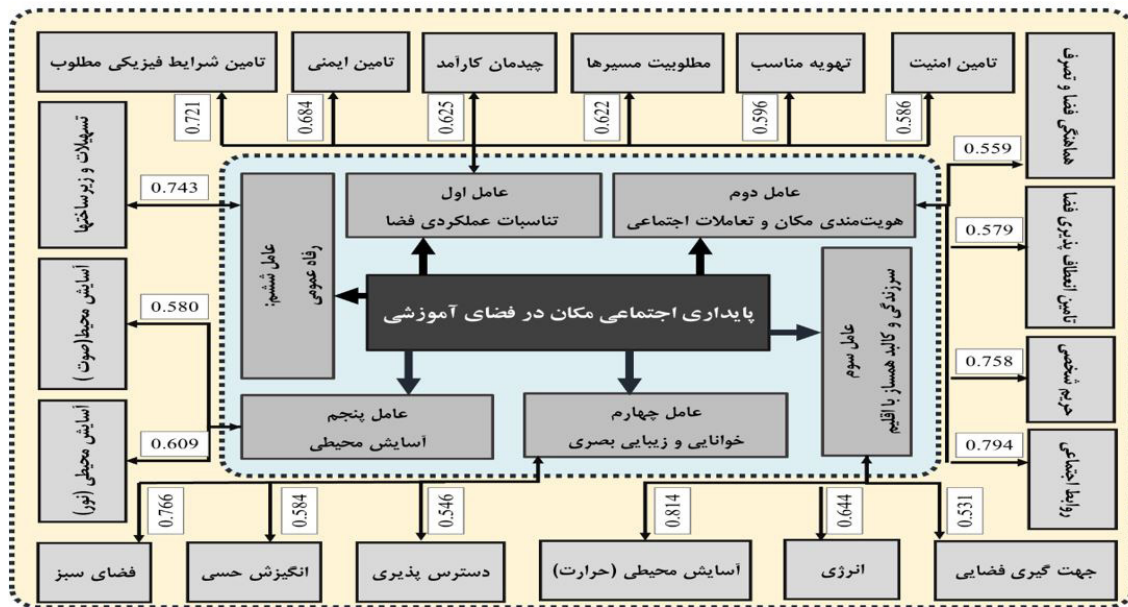 تامین امنیت
تهویه مناسب
مطلوبیت مسیرها
چیدمان کارآمد
تامین ایمنی
تامین شرایط فیزیکی مطلوب
0.586
0.596
0.622
0.625
0.684
0.721
هماهنگی فضا و تصرف
0.559
تامین انعطاف پذیری فضا
0.579
حریم شخصی
0.758
روابط اجتماعی
0.794
عامل دوم
هویت‌مندی مکان و تعاملات اجتماعی
عامل اول
تناسبات عملکردی فضا
عامل ششم:
رفاه عمومی
پایداری اجتماعی مکان در فضای آموزشی
عامل سوم
سرزندگی و کالبد همساز با اقلیم
عامل چهارم
خوانایی و زیبایی بصری
عامل پنجم
آسایش محیطی
0.743
تسهیلات و زیرساختها
0.580
آسایش محیط(صوت )
0.609
آسایش محیطی (نور)
0.531
0.644
0.814
0.546
0.584
0.766
جهت گیری فضایی
انرژی
آسایش محیطی (حرارت)
دسترس پذیری
انگیزش حسی
فضای سبز